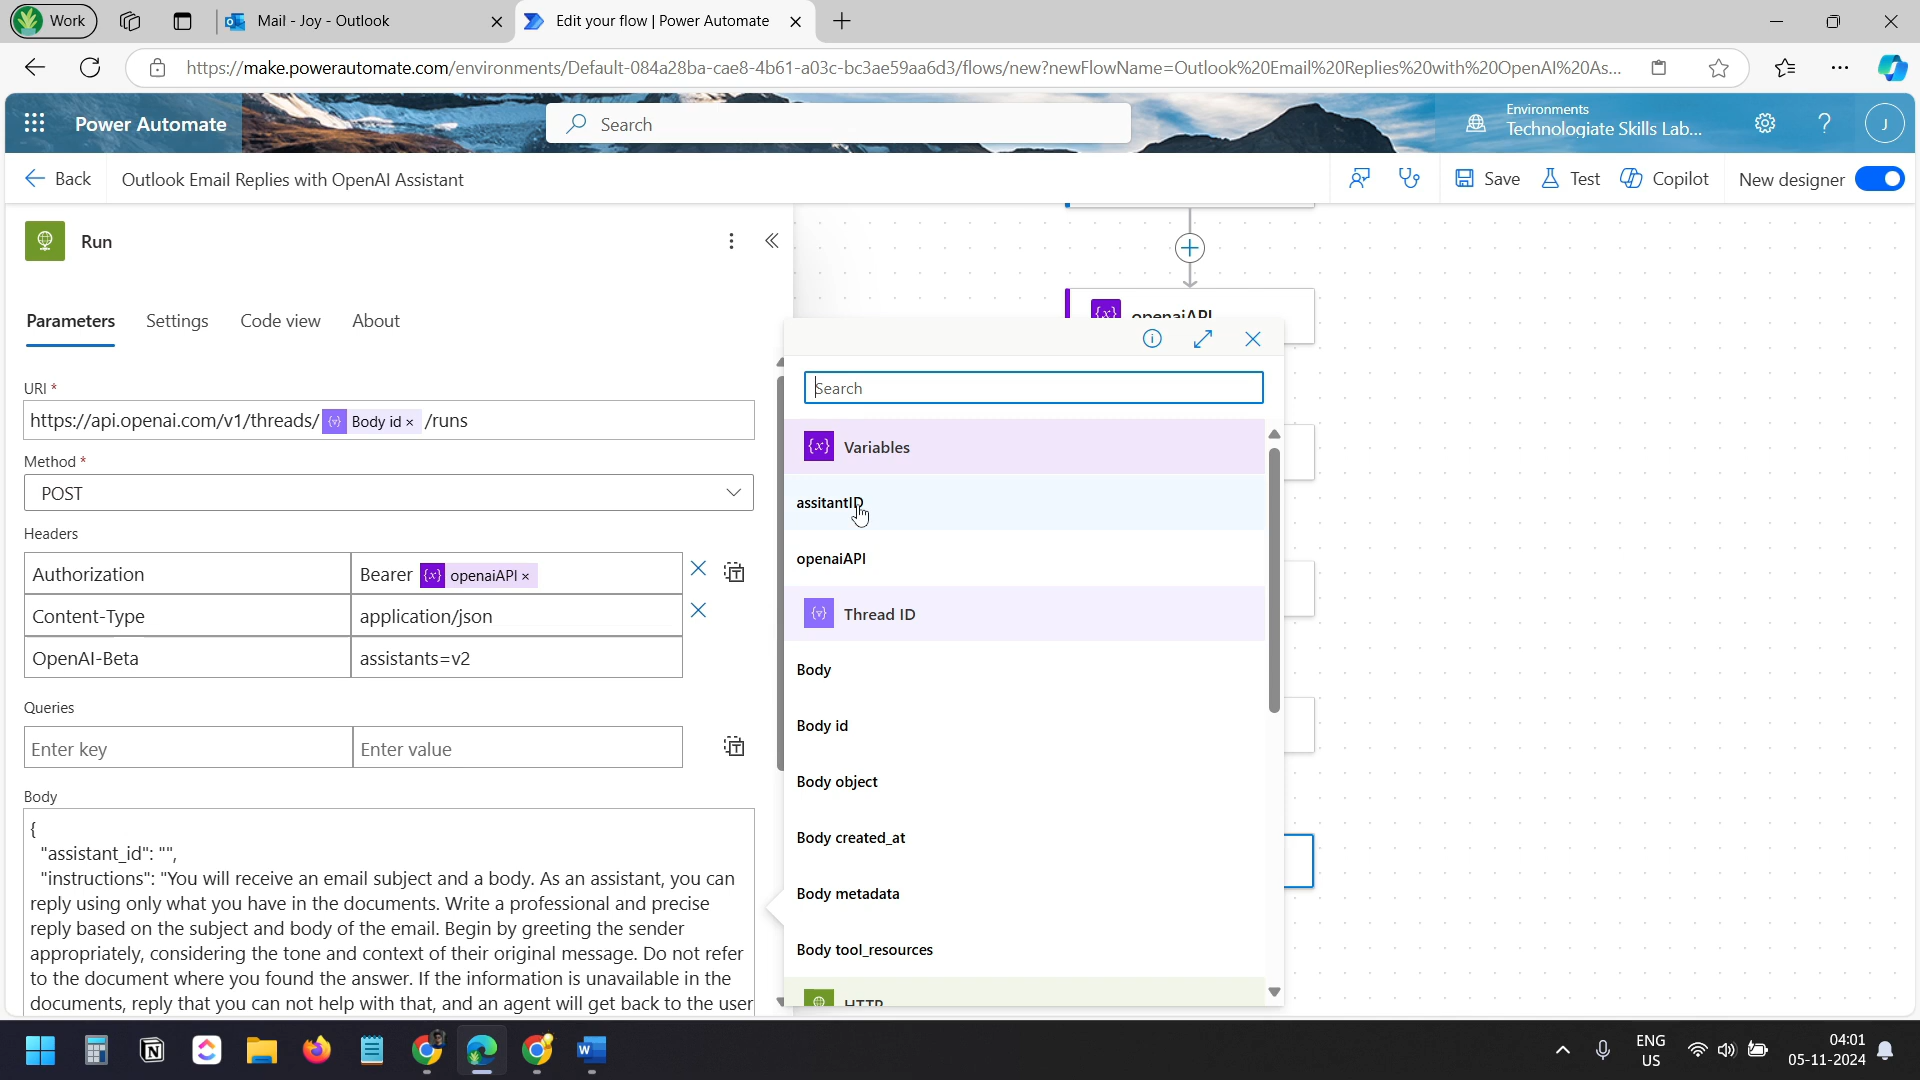 Work
Mail - Joy - Outlook
Edit your flow | Power Automate
https://make.powerautomate.com/environments/Default-084a28ba-cae8-4b61-a03c-bc3ae59aa6d3/flows/new?newFlowName=Outlook%20Email%20Replies%20with%20OpenAI%20As...
Power Automate
Search
Environments
Technologiate Skills Lab...
J
Back
Outlook Email Replies with OpenAI Assistant
Save
Test
Copilot
New designer
Run
Parameters
Settings
Code view
About
URI *
https://api.openai.com/v1/threads/ Body id × /runs
Method *
POST
Headers
Authorization
Bearer {x} openaiAPI ×
Content-Type
application/json
OpenAI-Beta
assistants=v2
Queries
Enter key
Enter value
Body
{
"assistant_id": "",
"instructions": "You will receive an email subject and a body. As an assistant, you can
reply using only what you have in the documents. Write a professional and precise
reply based on the subject and body of the email. Begin by greeting the sender
appropriately, considering the tone and context of their original message. Do not refer
to the document where you found the answer. If the information is unavailable in the
documents, reply that you can not help with that, and an agent will get back to the user
{x} openaiAPI
Search
{x} Variables
assitantID
openaiAPI
Thread ID
Body
Body id
Body object
Body created_at
Body metadata
Body tool_resources
HTTP
ENG
US
04:01
05-11-2024